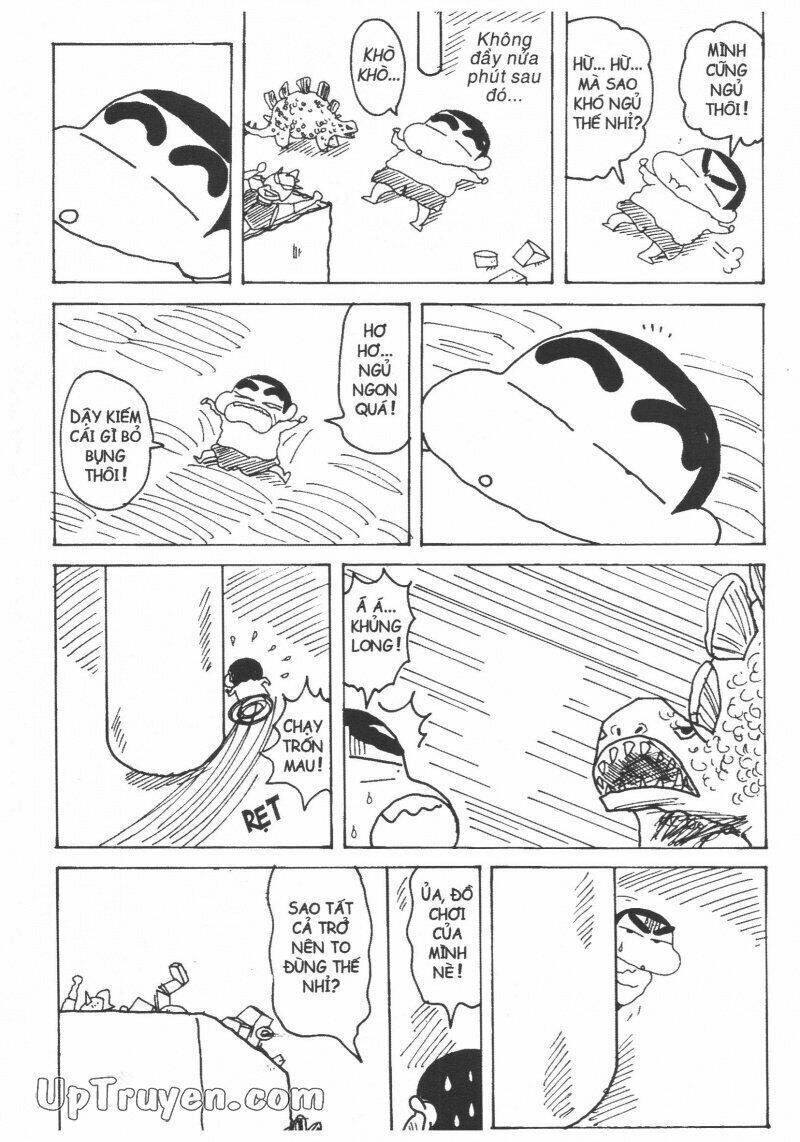 MÌNH
CŨNG
NGỦ
THÔI!
HỪ... HỪ...
MÀ SAO
KHÓ NGỦ
THẾ NHỈ?
Không
đầy nửa
phút sau
đó...
KHÒ
KHÒ...
HƠ
HƠ...
NGỦ
NGON
QUÁ!
DẬY KIẾM
CÁI GÌ BỎ
BỤNG
THÔI!
Á Á...
KHỦNG
LONG!
CHẠY
TRỐN
MAU!
RẸT
ỦA, ĐỒ
CHƠI
CỦA
MÌNH
NÈ!
SAO TẤT
CẢ TRỞ
NÊN TO
ĐÙNG THẾ
NHỈ?
UpTruyen.com